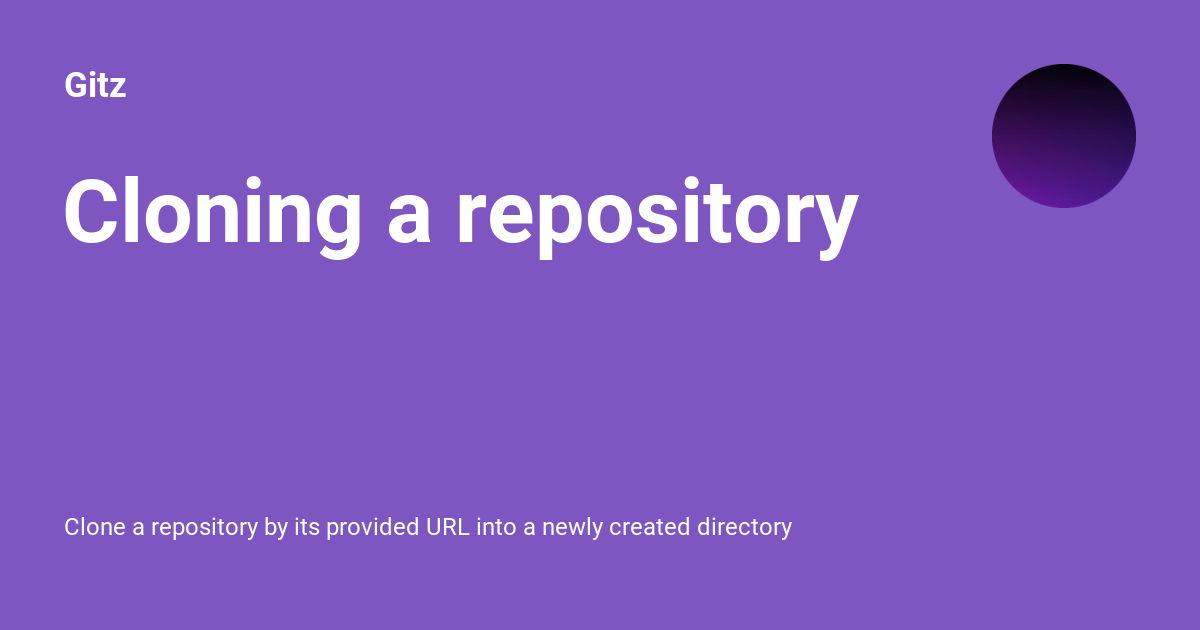 Gitz
Cloning a repository
Clone a repository by its provided URL into a newly created directory